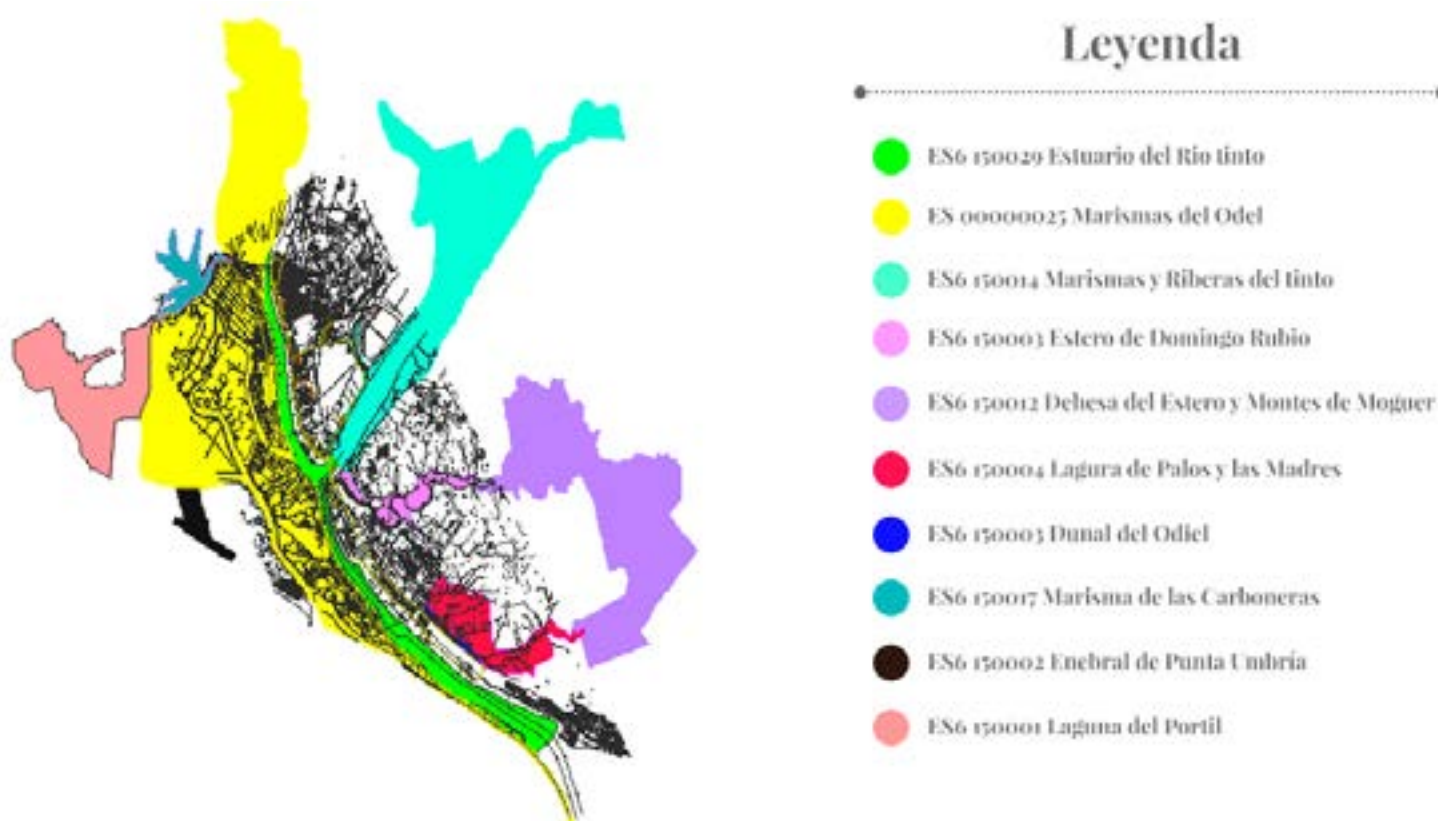 Leyenda
ES6 150029 Estuario del Rio tinto
ES 00000025 Marismas del Odel
ES6 150014 Marismas y Riberas del tinto
ES6 150003 Estero de Domingo Rubio
ES6 150012 Dehesa del Estero y Montes de Moguer
ES6 150004 Lagura de Palos y las Madres
ES6 150003 Dunal del Odiel
ES6 150017 Marisma de las Carboneras
ES6 150002 Enebral de Punta Umbría
ES6 150001 Laguna del Portil